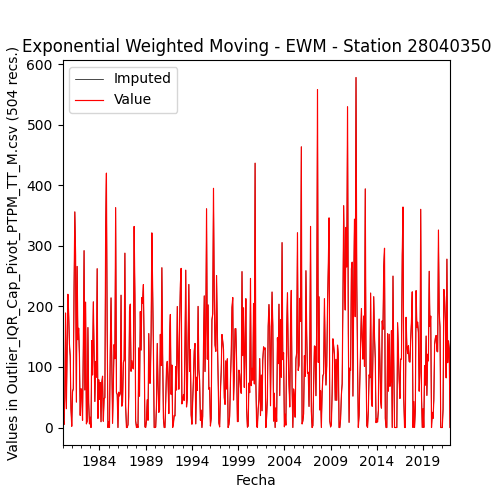 Exponential Weighted Moving - EWM - Station 28040350
Imputed
Value
Values in Outlier_IQR_Cap_Pivot_PTPM_TT_M.csv (504 recs.)
600
500
400
300
200
100
0
1984 1989 1994 1999 2004 2009 2014 2019
Fecha